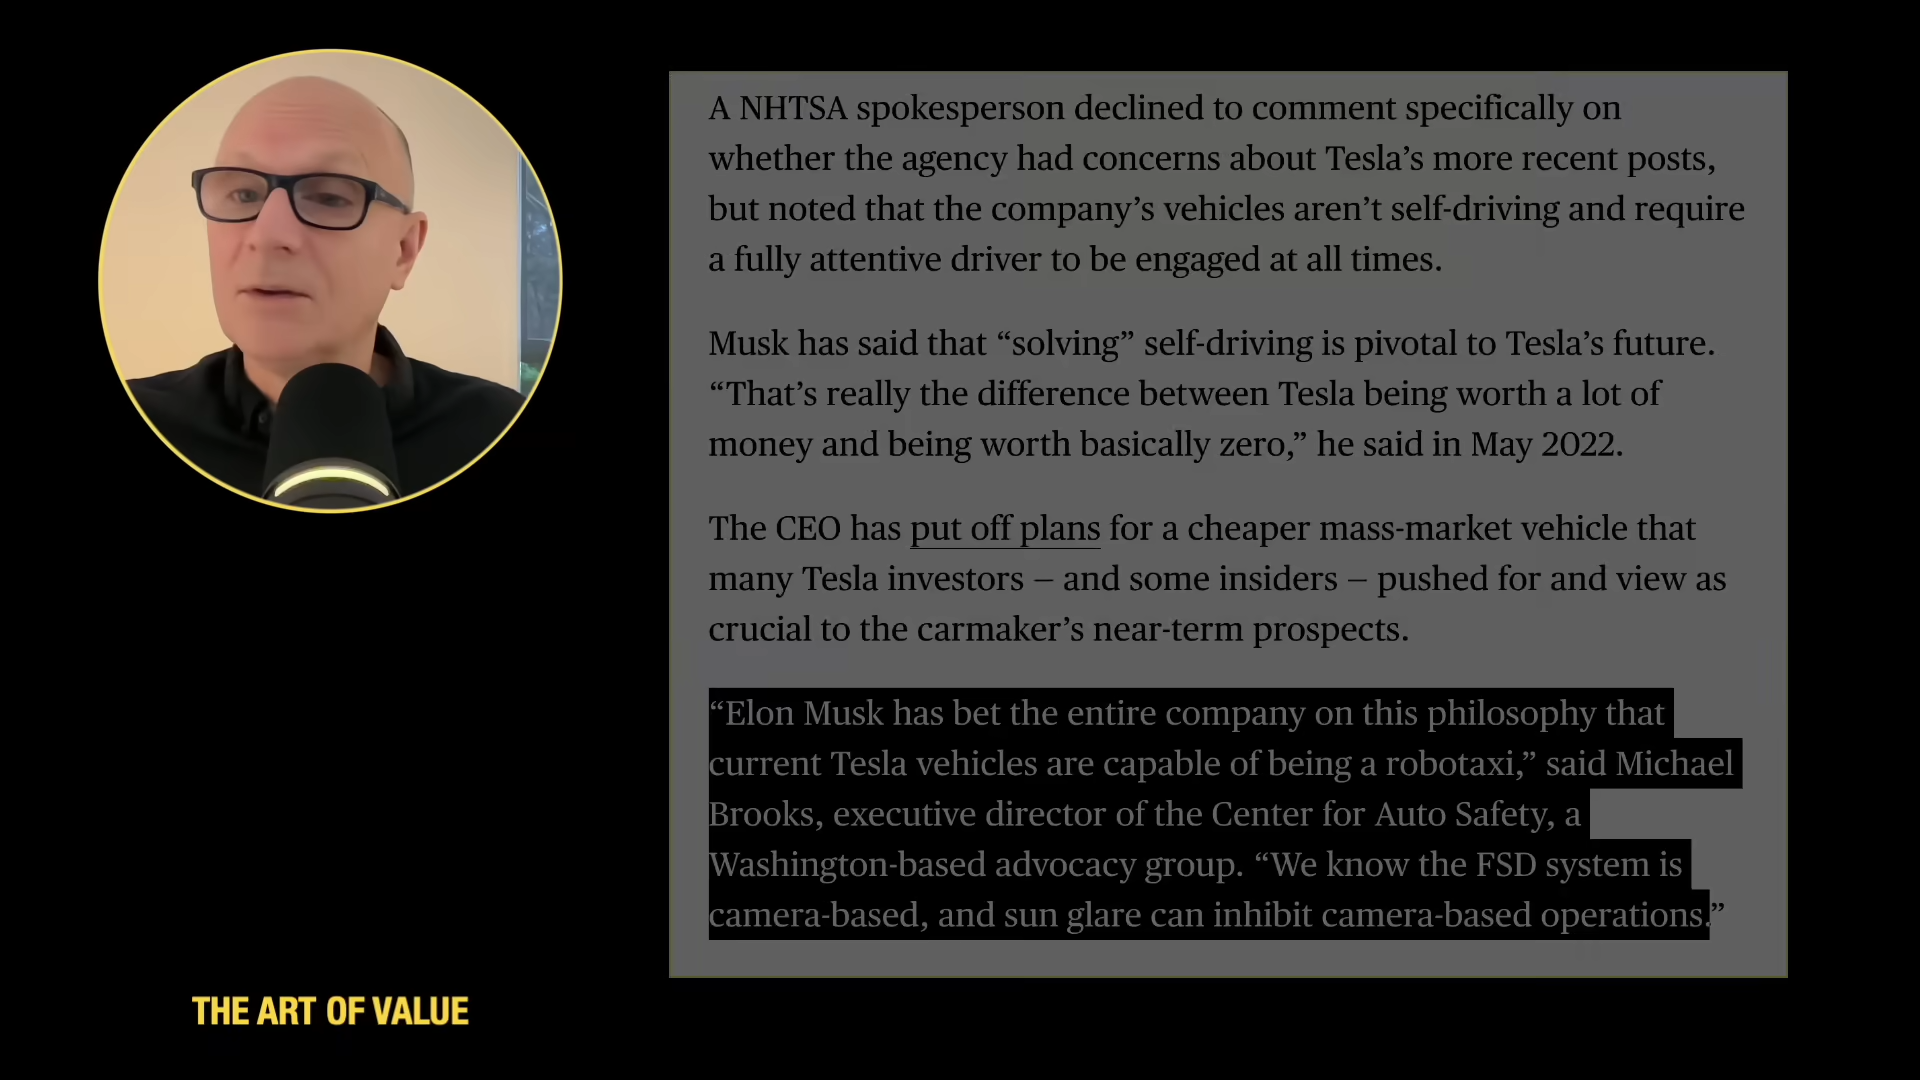 A NHTSA spokesperson declined to comment specifically on
whether the agency had concerns about Tesla’s more recent posts,
but noted that the company’s vehicles aren’t self-driving and require
a fully attentive driver to be engaged at all times.
Musk has said that “solving” self-driving is pivotal to Tesla’s future.
“That’s really the difference between Tesla being worth a lot of
money and being worth basically zero,” he said in May 2022.
The CEO has put off plans for a cheaper mass-market vehicle that
many Tesla investors — and some insiders — pushed for and view as
crucial to the carmaker’s near-term prospects.
“Elon Musk has bet the entire company on this philosophy that
current Tesla vehicles are capable of being a robotaxi,” said Michael
Brooks, executive director of the Center for Auto Safety, a
Washington-based advocacy group. “We know the FSD system is
camera-based, and sun glare can inhibit camera-based operations.”
THE ART OF VALUE